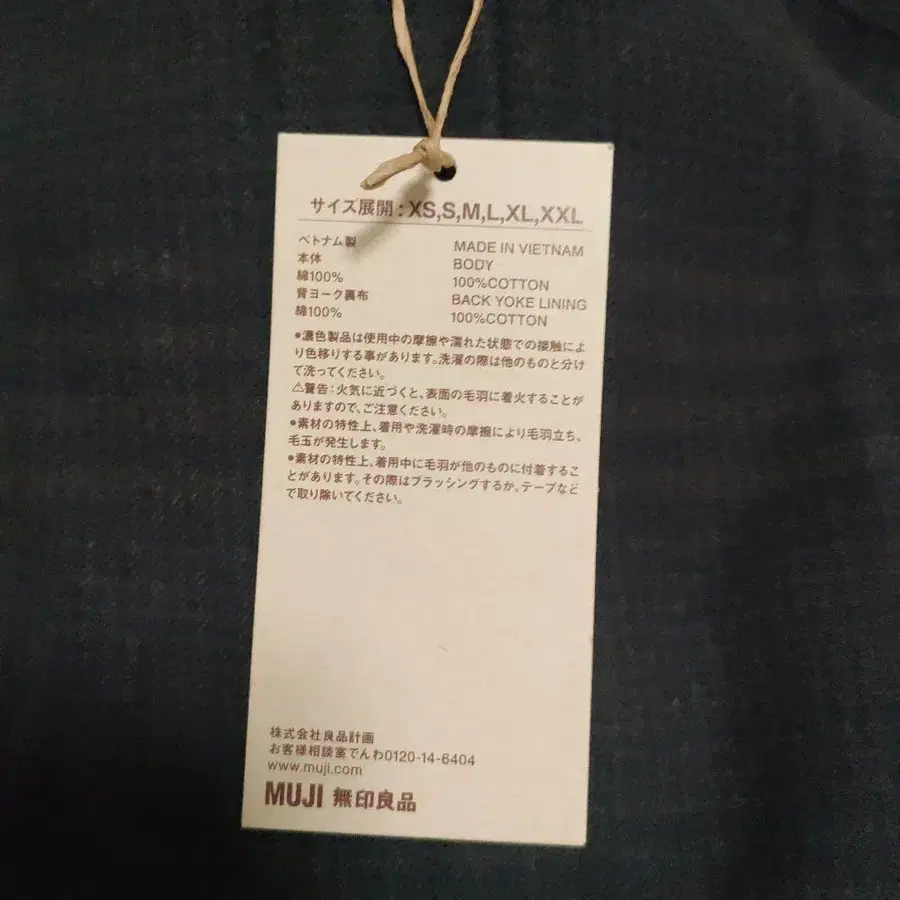 サイズ展開:XS,S,M,L,XL,XXL
ベトナム製 MADE IN VIETNAM
本体 BODY
綿100% 100%COTTON
背ヨーク裏布 BACK YOKE LINING
綿100% 100%COTTON
●濃色製品は使用中の摩擦や濡れた状態での接触によ
り色移りする事があります。洗濯の際は他のものと分け
て洗ってください。
⚠警告:火気に近づくと、表面の毛羽に着火することが
ありますので、ご注意ください。
●素材の特性上、着用や洗濯時の摩擦により毛羽立ち、
毛玉が発生します。
●素材の特性上、着用中に毛羽が他のものに付着するこ
とがあります。その際はブラッシングするか、テープなど
で取り除いてください。
株式会社良品計画
お客様相談室でんわ0120-14-6404
www.muji.com
MUJI 無印良品